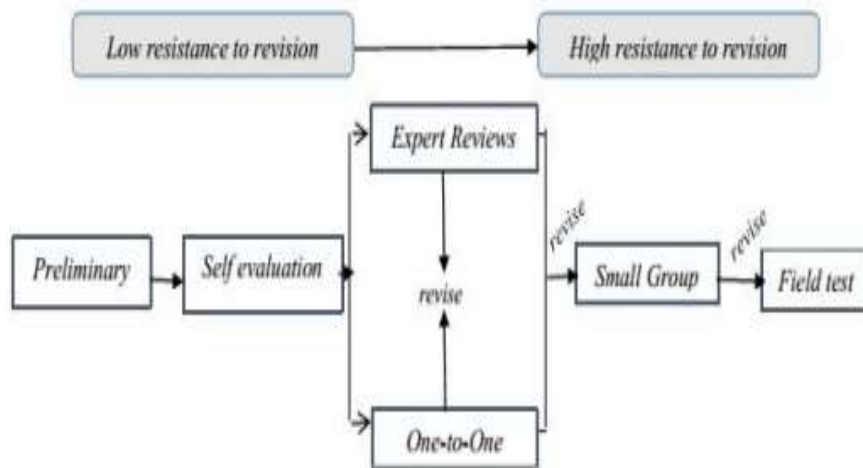 Low resistance to revision
High resistance to revision
Expert Reviews
Preliminary
Self evaluation
revise
revise
Small Group
revise
Field test
One-to-One